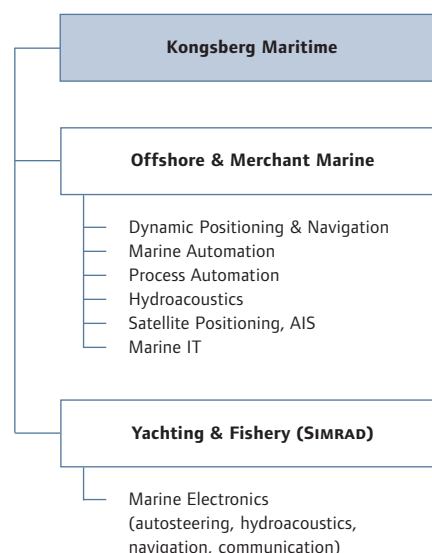 Kongsberg Maritime
Offshore & Merchant Marine
Dynamic Positioning & Navigation
Marine Automation
Process Automation
Hydroacoustics
Satellite Positioning, AIS
Marine IT
Yachting & Fishery (SIMRAD)
Marine Electronics
(autosteering, hydroacoustics,
navigation, communication)